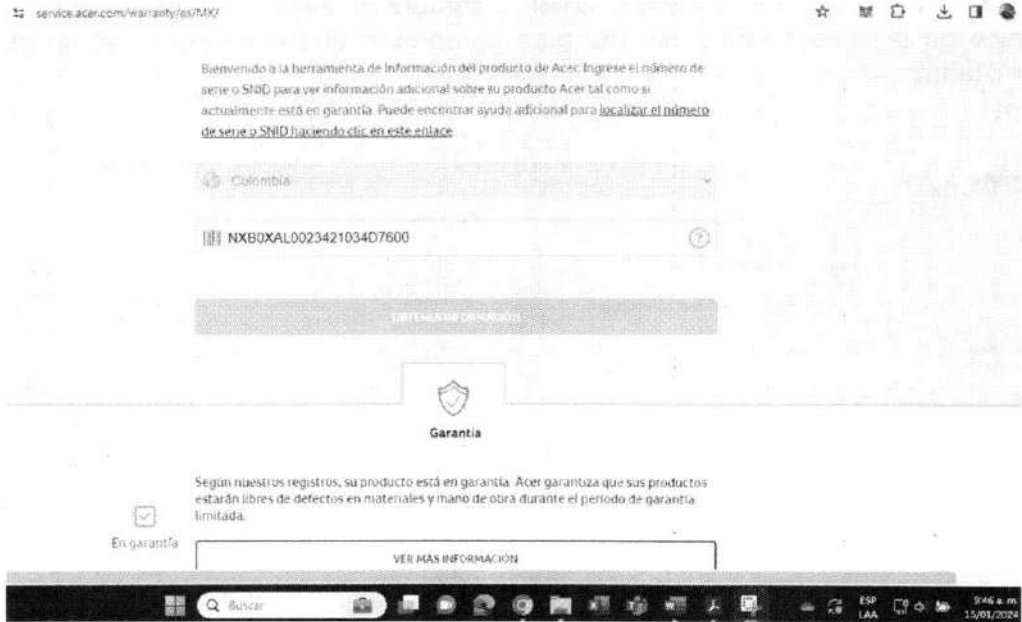 service.acer.com/warranty/es/MX/
Bienvenido a la herramienta de Información del producto de Acer. Ingrese el número de
serie o SNID para ver información adicional sobre su producto Acer tal como si
actualmente está en garantía. Puede encontrar ayuda adicional para localizar el número
de serie o SNID haciendo clic en este enlace
Colombia
NXB0XAL0023421034D7600
OBTENER INFORMACIÓN
Garantía
Según nuestros registros, su producto está en garantía. Acer garantiza que sus productos
estarán libres de defectos en materiales y mano de obra durante el periodo de garantía
limitada.
En garantía
VER MÁS INFORMACIÓN
Buscar
ESP
LAA
9:46 a. m.
15/01/2024